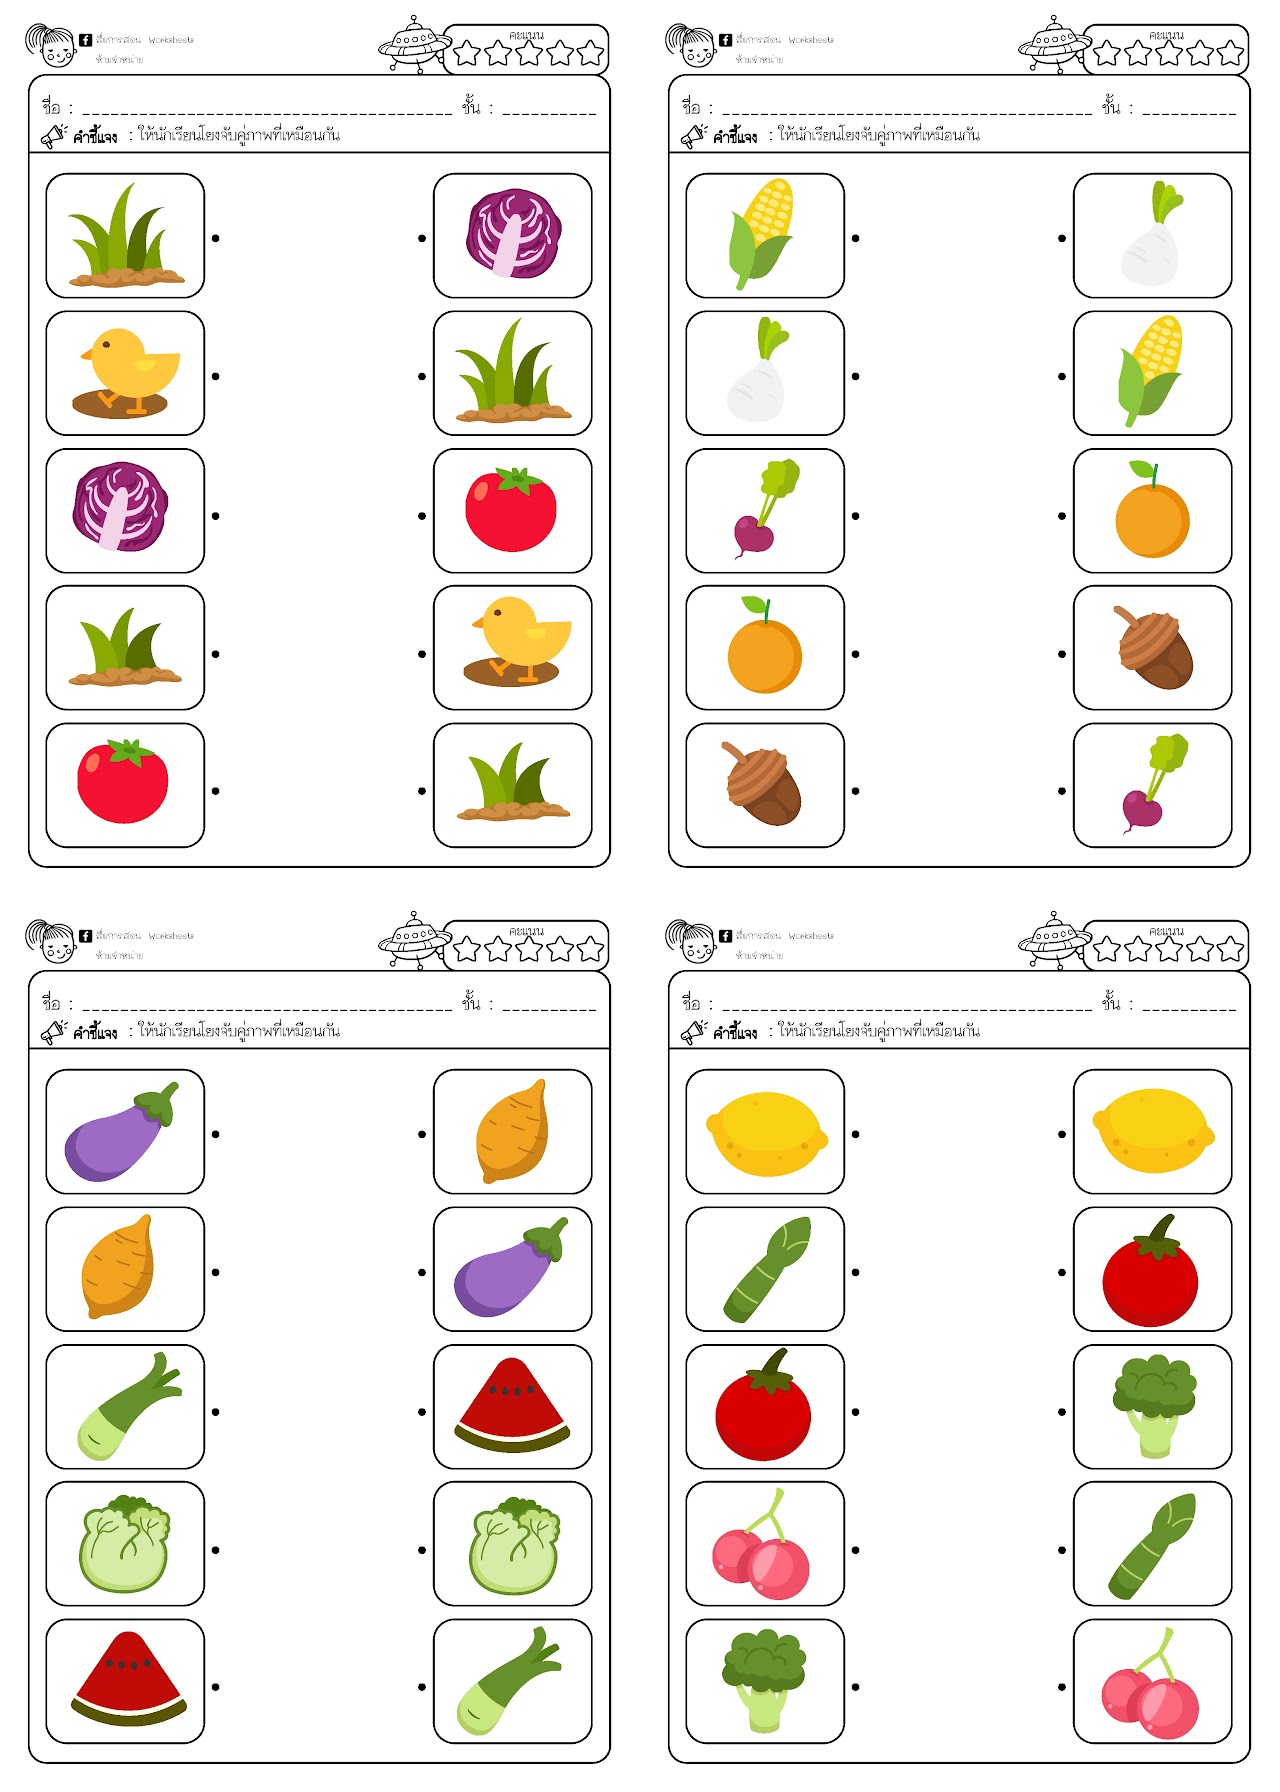 สื่อการสอน Worksheets
ห้ามจำหน่าย
คะแนน
ชื่อ : ชั้น :
คำชี้แจง : ให้นักเรียนโยงจับคู่ภาพที่เหมือนกัน
สื่อการสอน Worksheets
ห้ามจำหน่าย
คะแนน
ชื่อ : ชั้น :
คำชี้แจง : ให้นักเรียนโยงจับคู่ภาพที่เหมือนกัน
สื่อการสอน Worksheets
ห้ามจำหน่าย
คะแนน
ชื่อ : ชั้น :
คำชี้แจง : ให้นักเรียนโยงจับคู่ภาพที่เหมือนกัน
สื่อการสอน Worksheets
ห้ามจำหน่าย
คะแนน
ชื่อ : ชั้น :
คำชี้แจง : ให้นักเรียนโยงจับคู่ภาพที่เหมือนกัน